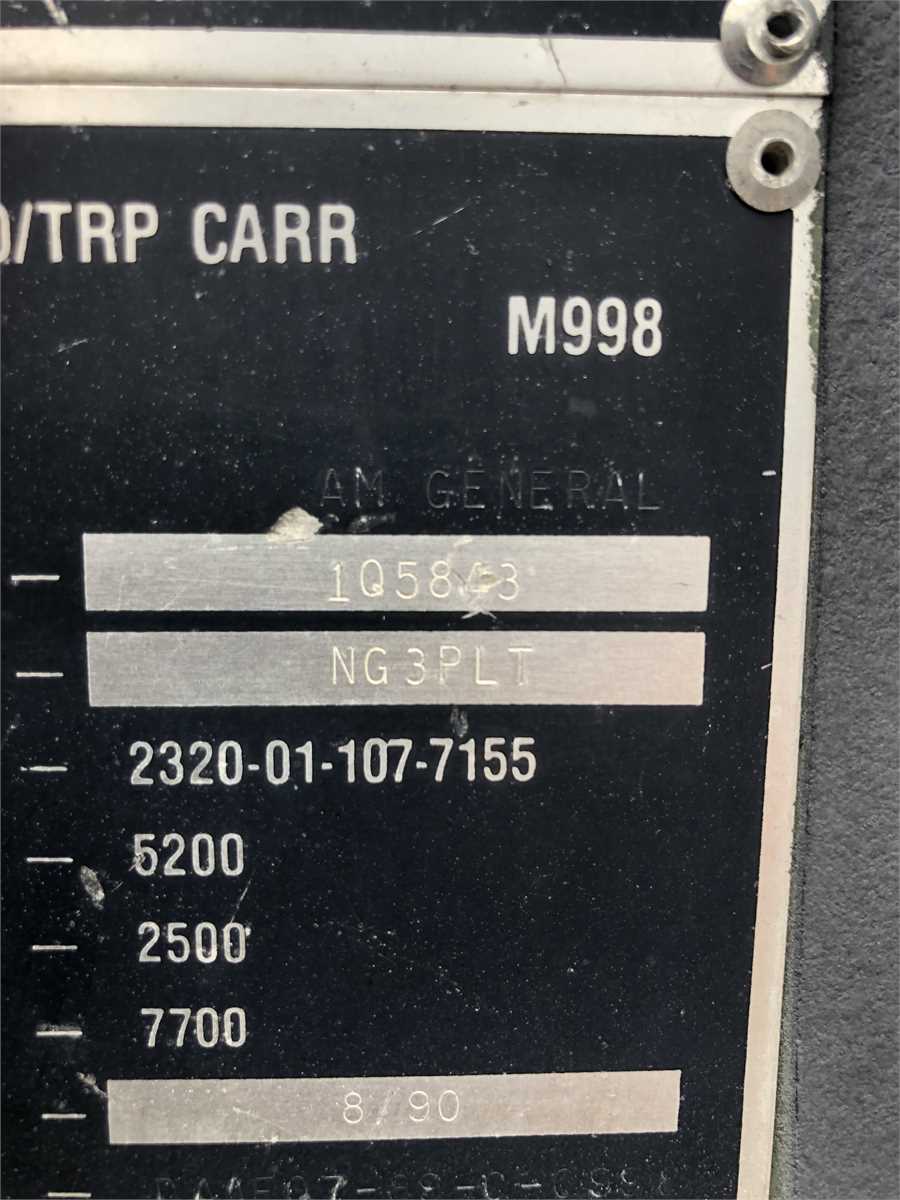 /TRP CARR
M998
AM GENERAL
NG3PLT
2320-01-107-7155
5200
2500
7700
8/90